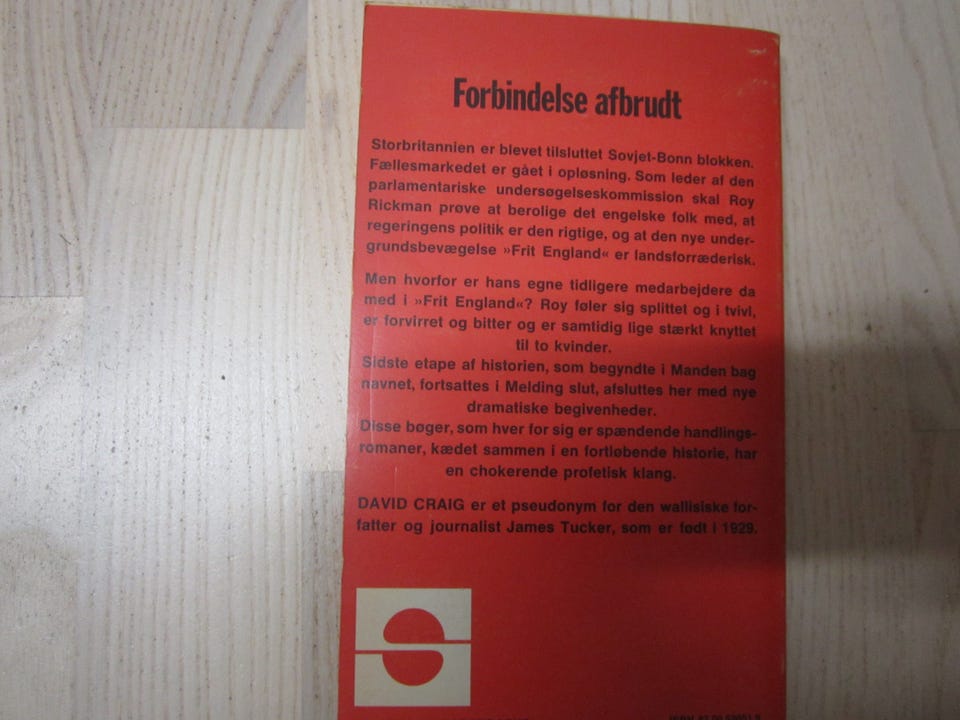 Forbindelse afbrudt
Storbritannien er blevet tilsluttet Sovjet-Bonn blokken.
Fællesmarkedet er gået i opløsning. Som leder af den
parlamentariske undersøgelseskommission skal Roy
Rickman prøve at berolige det engelske folk med, at
regeringens politik er den rigtige, og at den nye under-
grundsbevægelse »Frit England« er landsforræderisk.
Men hvorfor er hans egne tidligere medarbejdere da
med i »Frit England«? Roy føler sig splittet og i tvivl,
er forvirret og bitter og er samtidig lige stærkt knyttet
til to kvinder.
Sidste etape af historien, som begyndte i Manden bag
navnet, fortsattes i Melding slut, afsluttes her med nye
dramatiske begivenheder.
Disse bøger, som hver for sig er spændende handlings-
romaner, kædet sammen i en fortløbende historie, har
en chokerende profetisk klang.
DAVID CRAIG er et pseudonym for den wallisiske for-
fatter og journalist James Tucker, som er født i 1929.